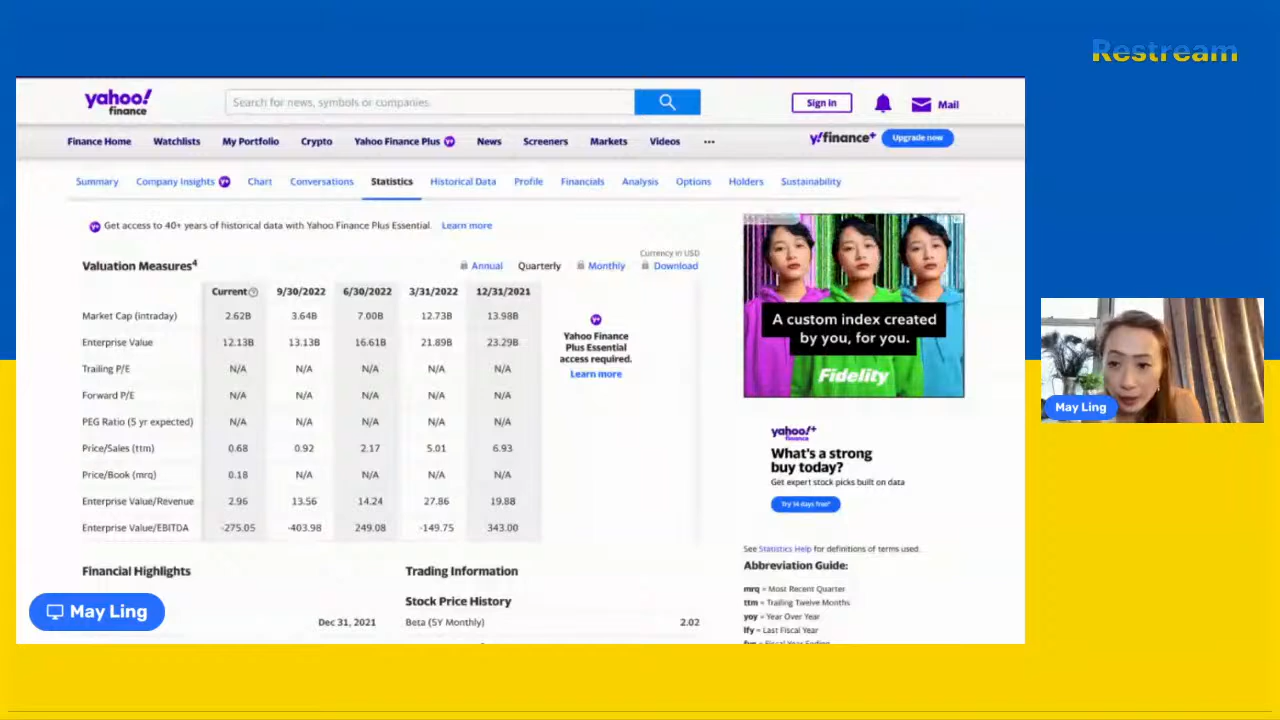 Restream
yahoo!
finance
Search for news, symbols or companies.
Sign in
Mail
Finance Home Watchlists My Portfolio Crypto Yahoo Finance Plus News Screeners Markets Videos ...
y!finance+ Upgrade now
Summary Company Insights Chart Conversations Statistics Historical Data Profile Financials Analysis Options Holders Sustainability
Get access to 40+ years of historical data with Yahoo Finance Plus Essential. Learn more
Currency in USD
Valuation Measures4 Annual Quarterly Monthly Download
Current 9/30/2022 6/30/2022 3/31/2022 12/31/2021
Market Cap (intraday) 2.62B 3.64B 7.00B 12.73B 13.98B
Enterprise Value 12.13B 13.13B 16.61B 21.89B 23.29B
Trailing P/E N/A N/A N/A N/A N/A
Forward P/E N/A N/A N/A N/A N/A
PEG Ratio (5 yr expected) N/A N/A N/A N/A N/A
Price/Sales (ttm) 0.68 0.92 2.17 5.01 6.93
Price/Book (mrq) 0.18 N/A N/A N/A N/A
Enterprise Value/Revenue 2.96 13.56 14.24 27.86 19.88
Enterprise Value/EBITDA -275.05 -403.98 249.08 -149.75 343.00
Yahoo Finance
Plus Essential
access required.
Learn more
A custom index created
by you, for you.
Fidelity
yahoo!+
finance
What's a strong
buy today?
Get expert stock picks built on data
Try 14 days free*
See Statistics Help for definitions of terms used.
Abbreviation Guide:
mrq = Most Recent Quarter
ttm = Trailing Twelve Months
yoy = Year Over Year
lfy = Last Fiscal Year
Financial Highlights
Dec 31, 2021
Trading Information
Stock Price History
Beta (5Y Monthly) 2.02
May Ling
May Ling